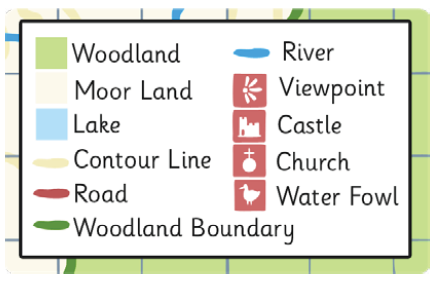 Woodland
Moor Land
Lake
Contour Line
Road
Woodland Boundary
River
Viewpoint
Castle
Church
Water Fowl